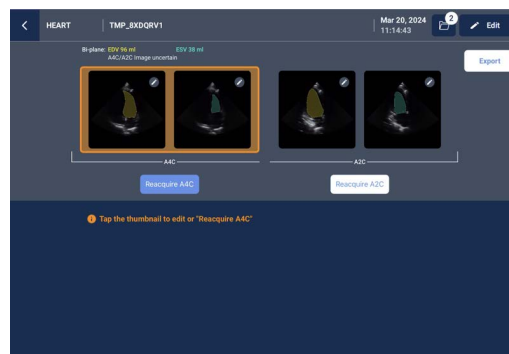 HEART
TMP_8XDQRV1
Mar 20, 2024
11:14:43
2
Edit
Bi-plane: EDV 96 ml ESV 38 ml
A4C/A2C Image uncertain
Export
A4C
A2C
Reacquire A4C
Reacquire A2C
Tap the thumbnail to edit or "Reacquire A4C"